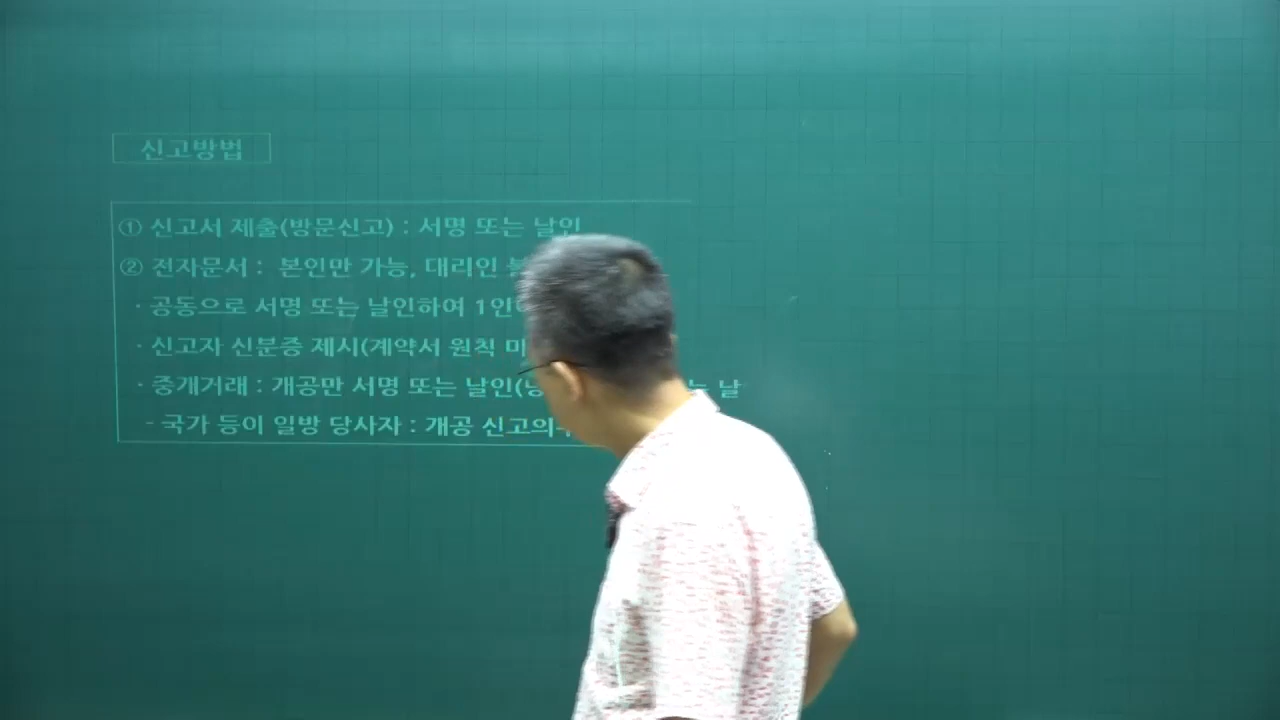 신고방법
① 신고서 제출(방문신고) : 서명 또는 날인
② 전자문서 : 본인만 가능, 대리인
· 공동으로 서명 또는 날인하여 1인
· 신고자 신분증 제시(계약서 원칙 미
· 중개거래 : 개공만 서명 또는 날인( 는 날
- 국가 등이 일방 당사자 : 개공 신고의